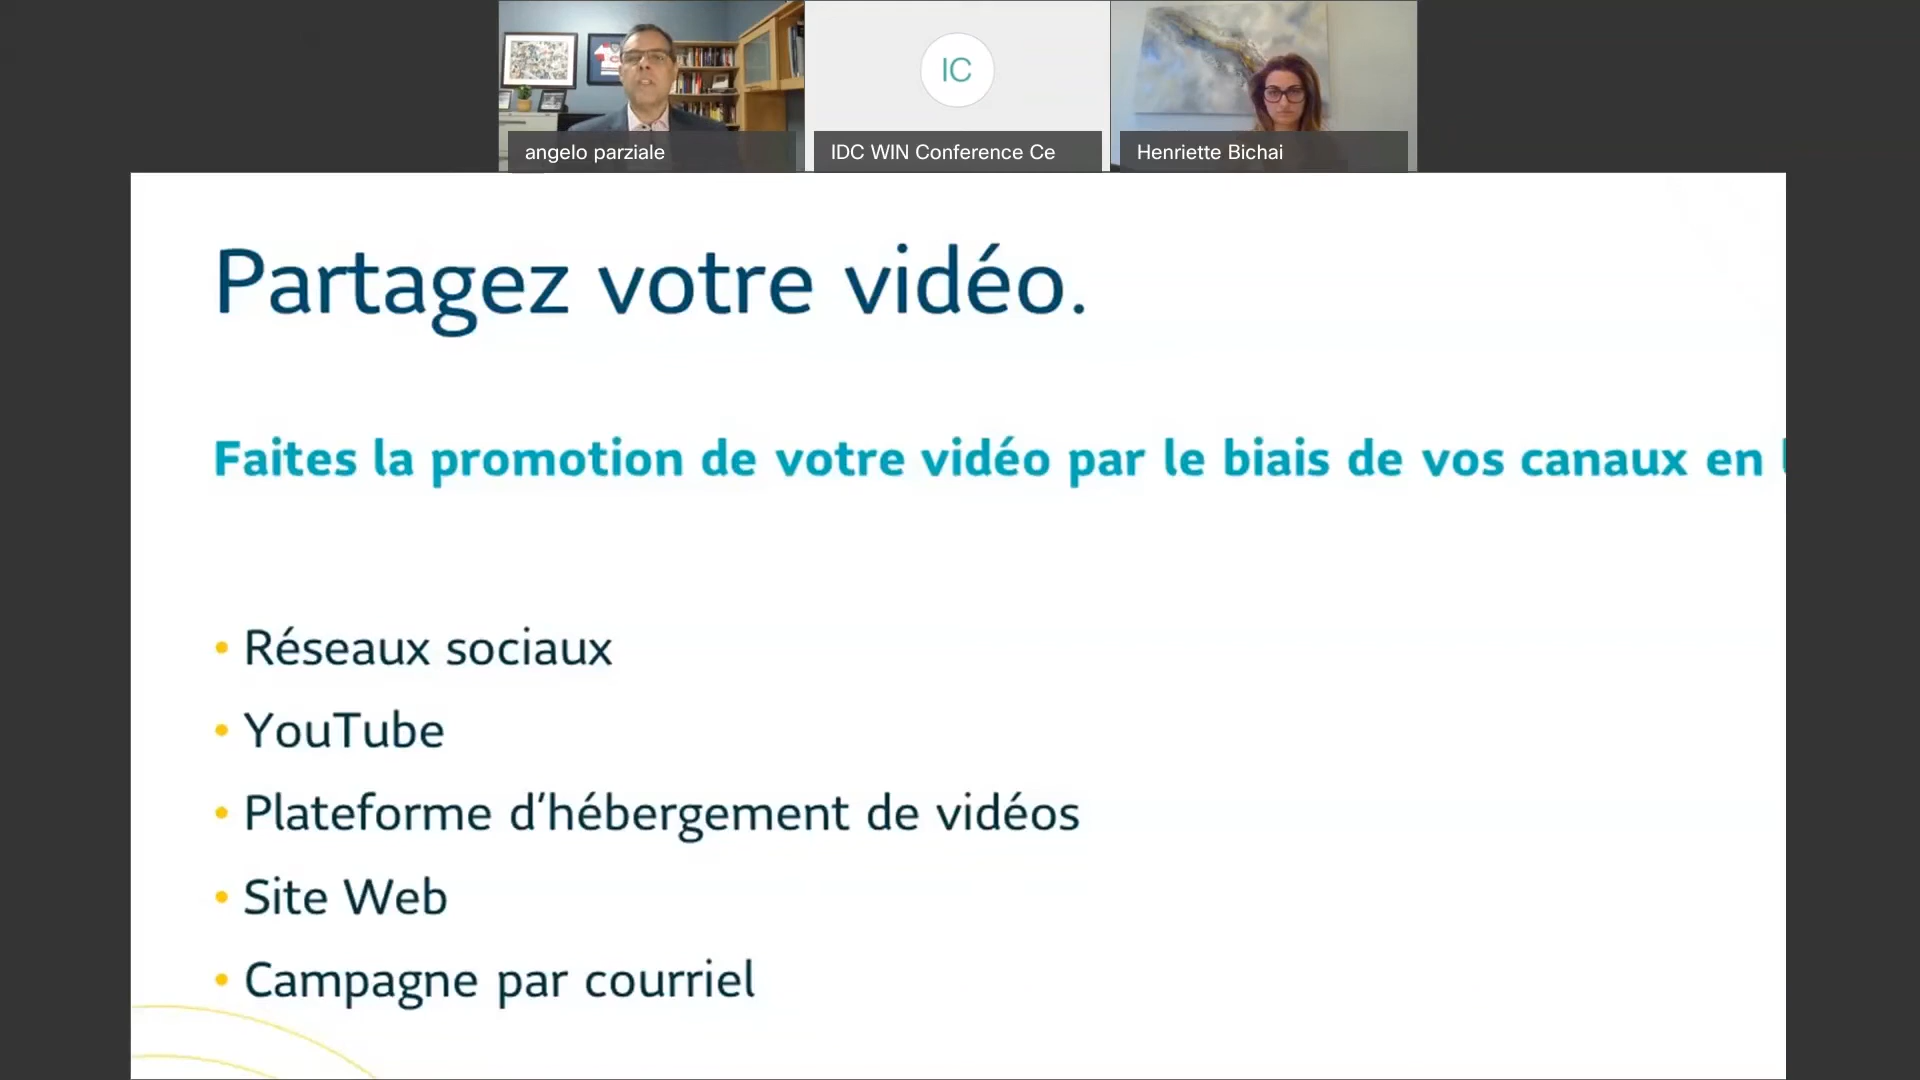 IC
angelo parziale
IDC WIN Conference Ce
Henriette Bichai
Partagez votre vidéo.
Faites la promotion de votre vidéo par le biais de vos canaux en
• Réseaux sociaux
• YouTube
• Plateforme d'hébergement de vidéos
• Site Web
• Campagne par courriel